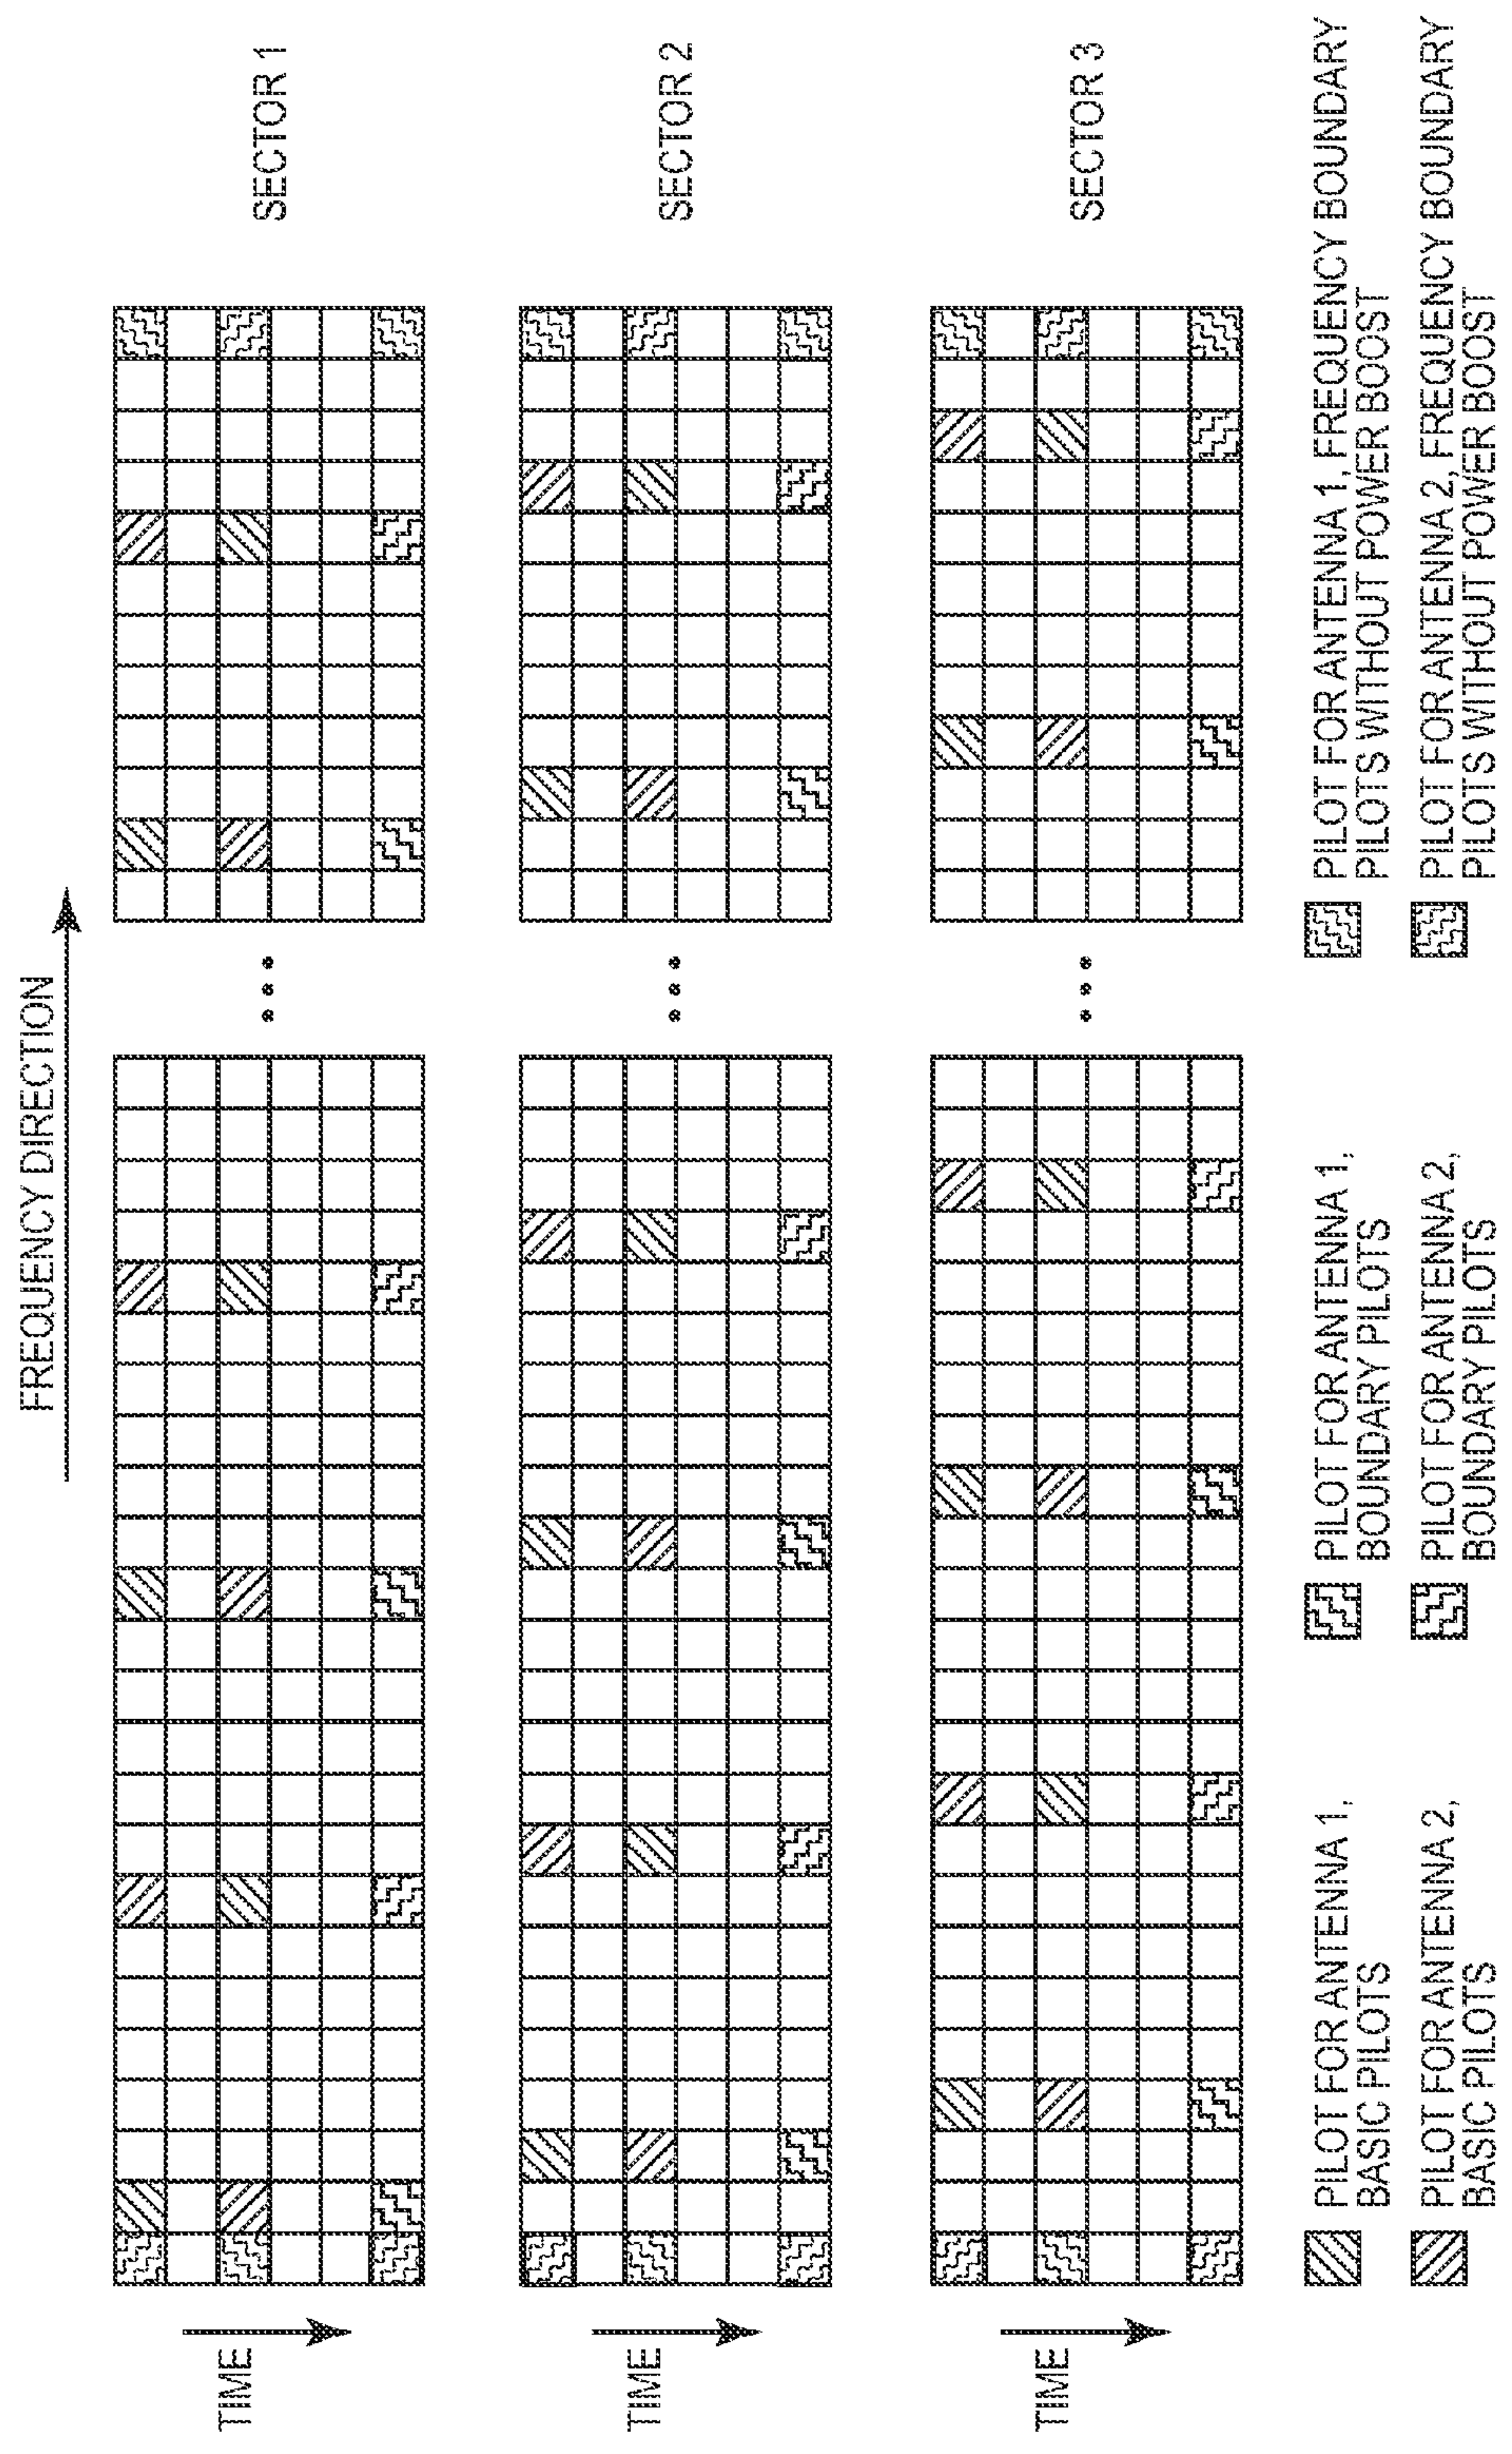 FREQUENCY DIRECTION
TIME
SECTOR 1
TIME
SECTOR 2
TIME
SECTOR 3
PILOT FOR ANTENNA 1,
BASIC PILOTS
PILOT FOR ANTENNA 2,
BASIC PILOTS
PILOT FOR ANTENNA 1,
BOUNDARY PILOTS
PILOT FOR ANTENNA 2,
BOUNDARY PILOTS
PILOT FOR ANTENNA 1, FREQUENCY BOUNDARY
PILOTS WITHOUT POWER BOOST
PILOT FOR ANTENNA 2, FREQUENCY BOUNDARY
PILOTS WITHOUT POWER BOOST